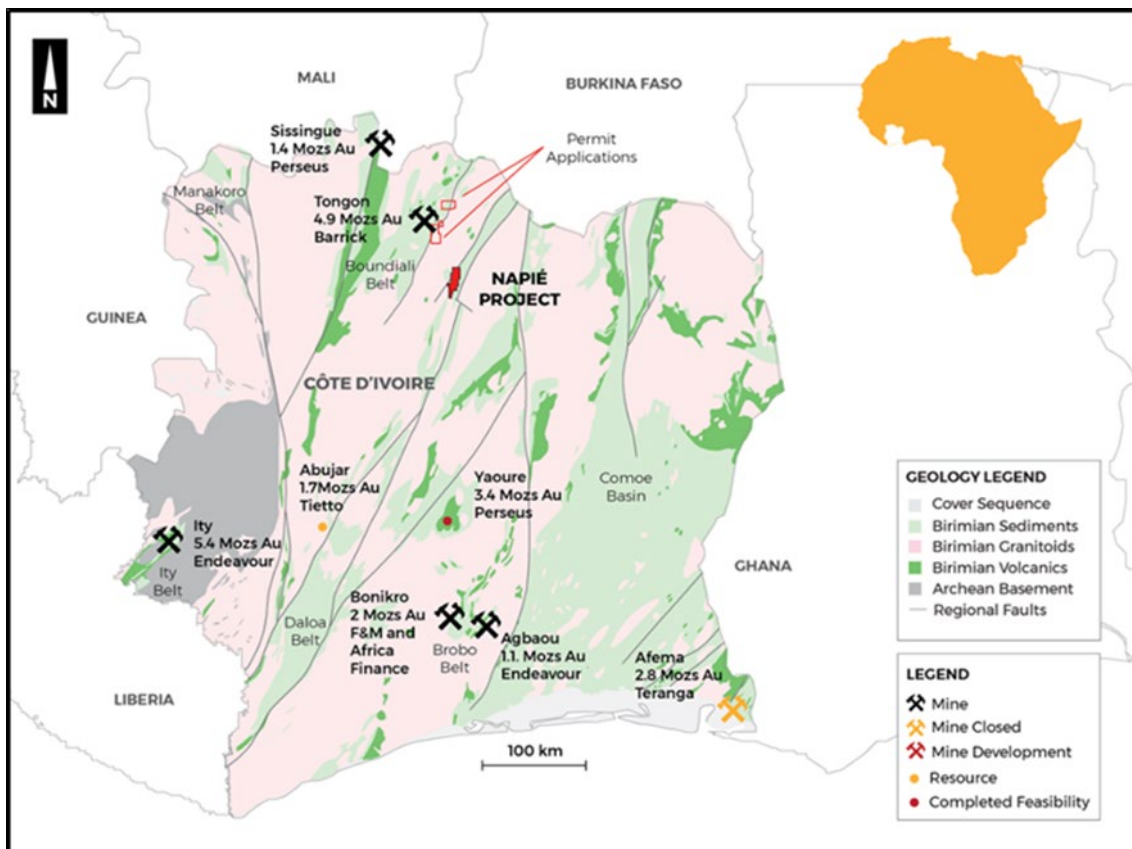 N
MALI
BURKINA FASO
Sissingue
1.4 Mozs Au
Perseus
Permit
Applications
Manakoro
Belt
Tongon
4.9 Mozs Au
Barrick
Boundiali
Belt
NAPIÉ
PROJECT
GUINEA
CÔTE D'IVOIRE
Abujar
1.7Mozs Au
Tietto
Yaoure
3.4 Mozs Au
Perseus
Comoe
Basin
Ity
5.4 Mozs Au
Endeavour
Ity
Belt
GHANA
Daloa
Belt
Bonikro
2 Mozs Au
F&M and
Africa
Finance
Brobo
Belt
Agbaou
1.1. Mozs Au
Endeavour
Afema
2.8 Mozs Au
Teranga
LIBERIA
100 km
GEOLOGY LEGEND
Cover Sequence
Birimian Sediments
Birimian Granitoids
Birimian Volcanics
Archean Basement
Regional Faults
LEGEND
Mine
Mine Closed
Mine Development
Resource
Completed Feasibility